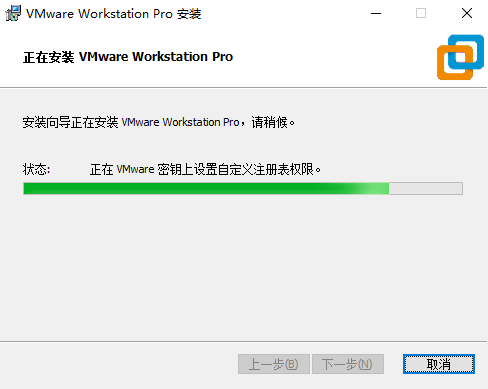 VMware Workstation Pro 安装
正在安装 VMware Workstation Pro
安装向导正在安装 VMware Workstation Pro，请稍候。
状态: 正在 VMware 密钥上设置自定义注册表权限。
上一步(B) 下一步(N) 取消